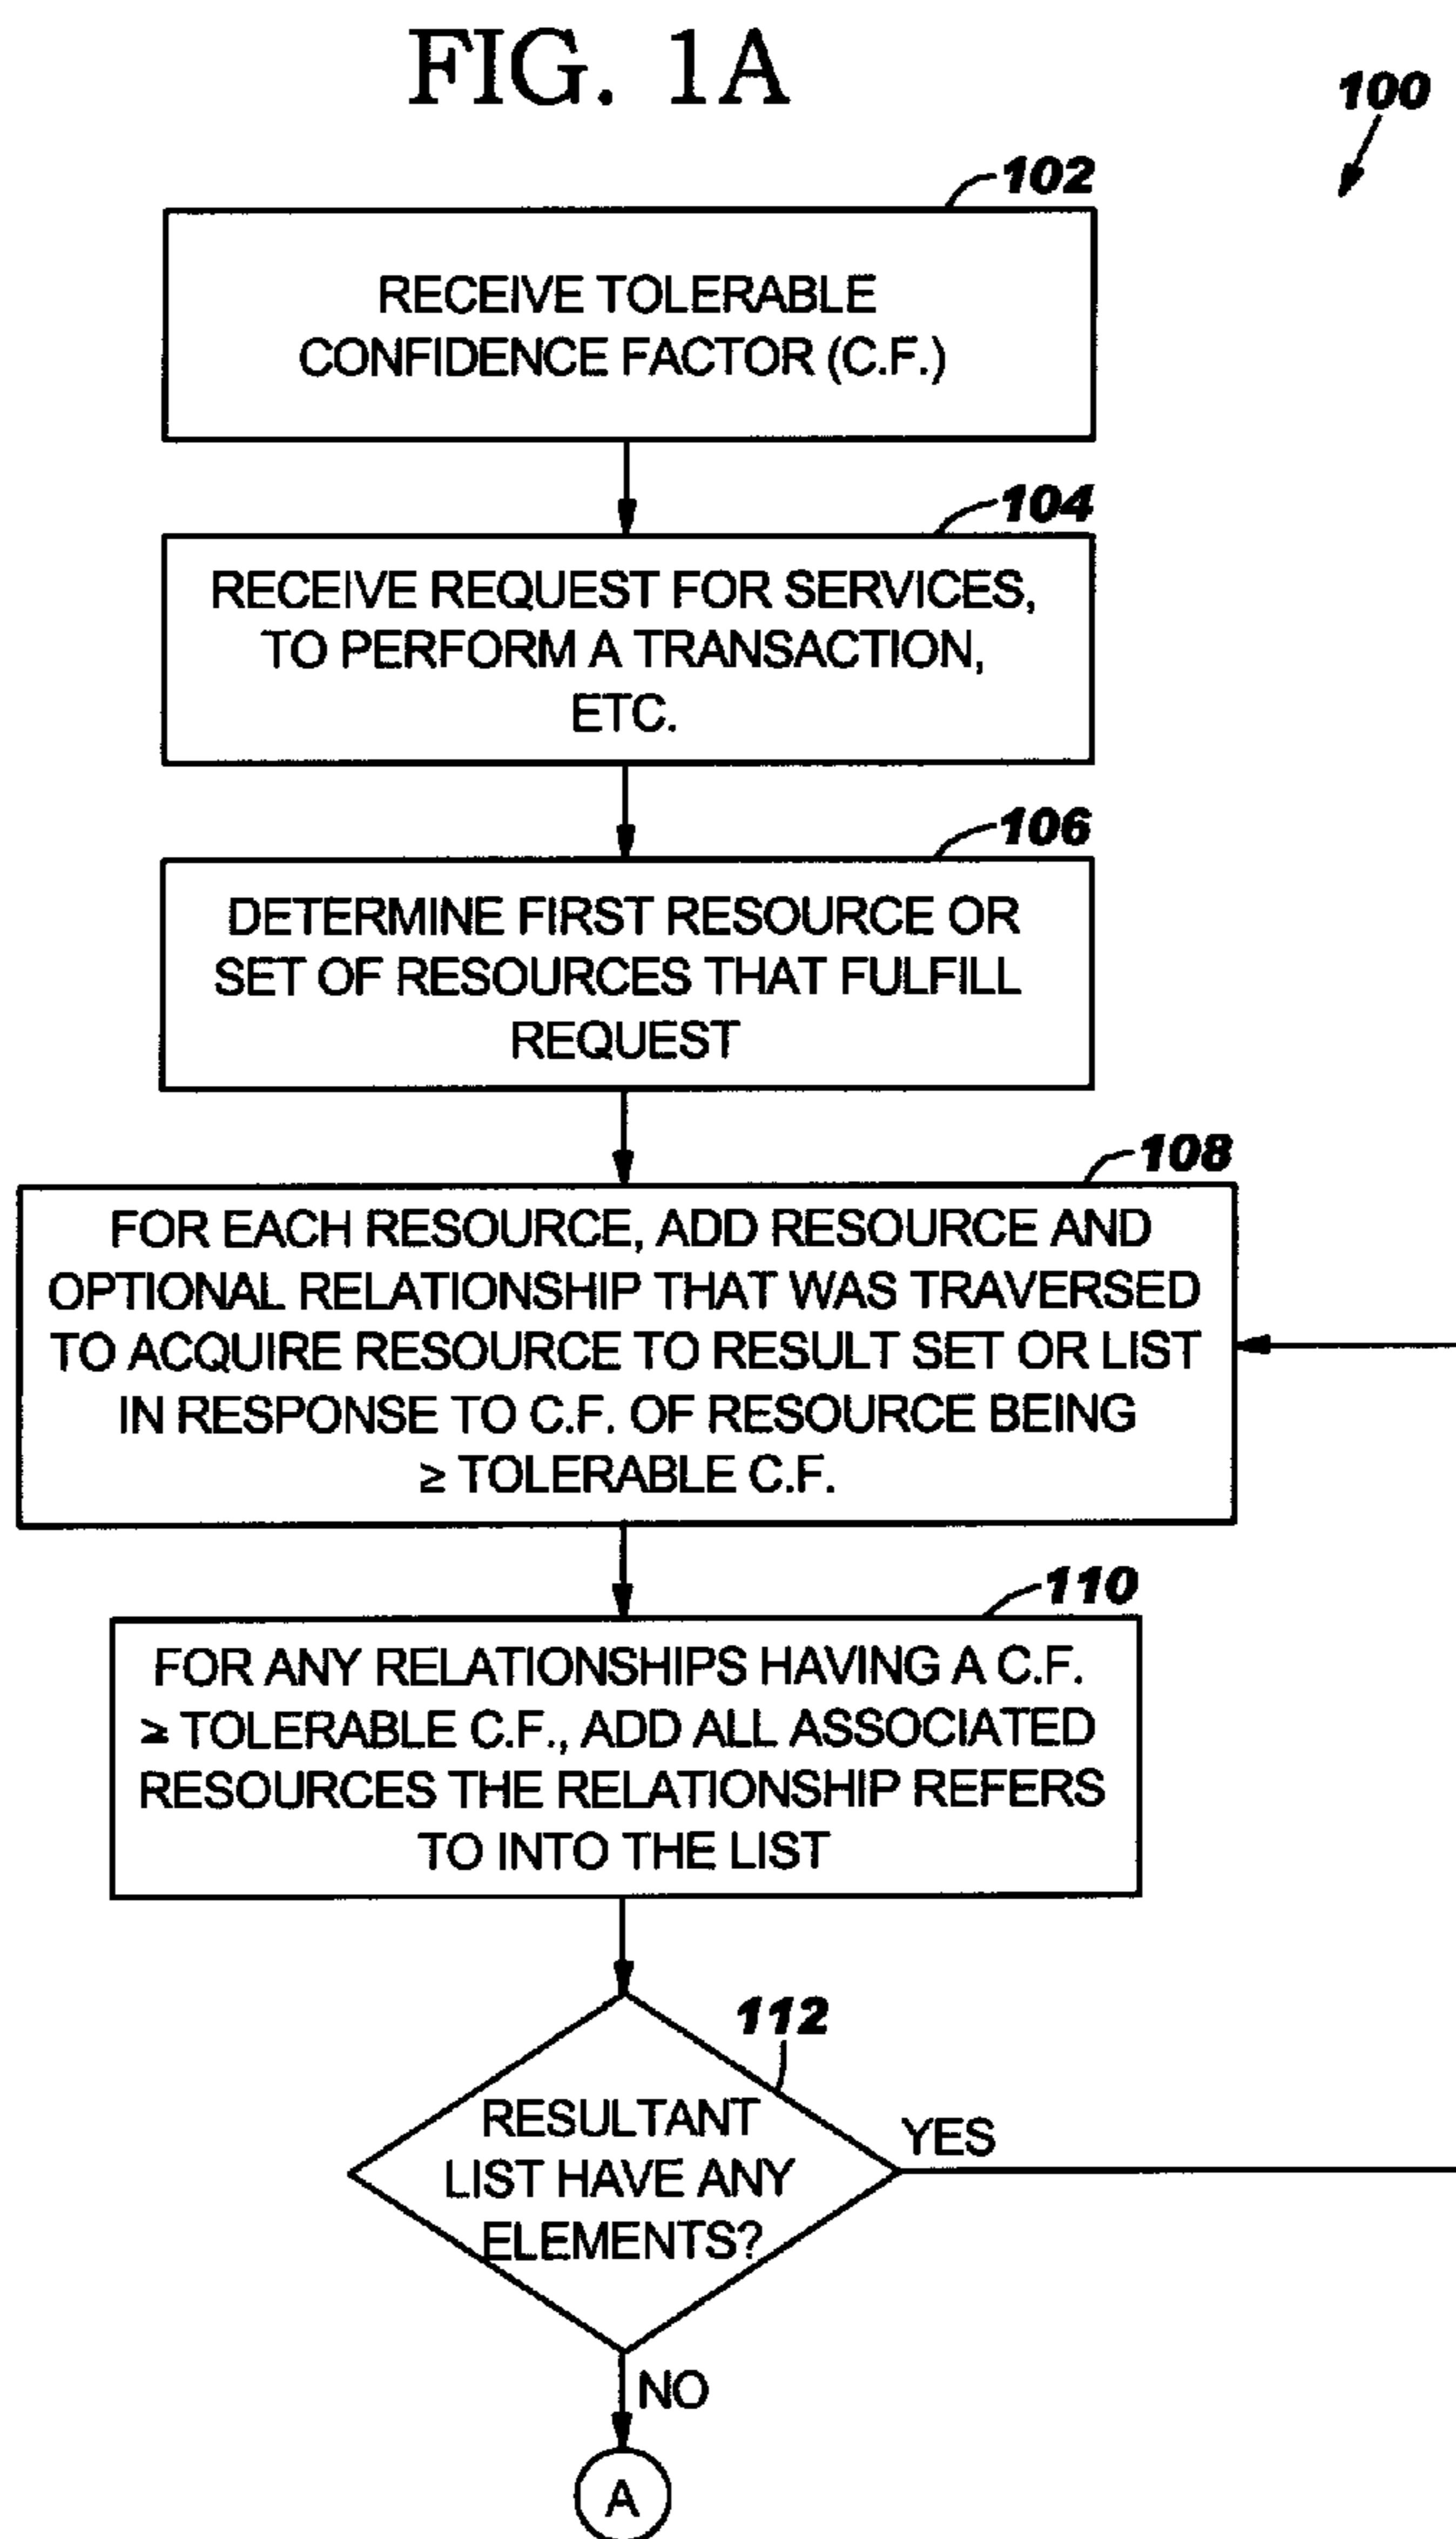 FIG. 1A
100
102
RECEIVE TOLERABLE
CONFIDENCE FACTOR (C.F.)
104
RECEIVE REQUEST FOR SERVICES,
TO PERFORM A TRANSACTION,
ETC.
106
DETERMINE FIRST RESOURCE OR
SET OF RESOURCES THAT FULFILL
REQUEST
108
FOR EACH RESOURCE, ADD RESOURCE AND
OPTIONAL RELATIONSHIP THAT WAS TRAVERSED
TO ACQUIRE RESOURCE TO RESULT SET OR LIST
IN RESPONSE TO C.F. OF RESOURCE BEING
≥ TOLERABLE C.F.
110
FOR ANY RELATIONSHIPS HAVING A C.F.
≥ TOLERABLE C.F., ADD ALL ASSOCIATED
RESOURCES THE RELATIONSHIP REFERS
TO INTO THE LIST
112
RESULTANT
LIST HAVE ANY
ELEMENTS?
YES
NO
A